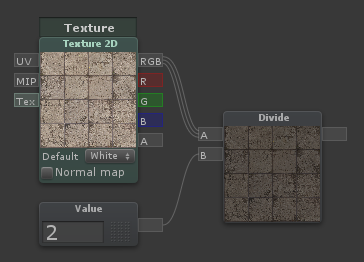 Texture
Texture 2D
UV
RGB
MIP
R
Tex
G
B
A
Default
White
Normal map
Divide
A
B
Value
2